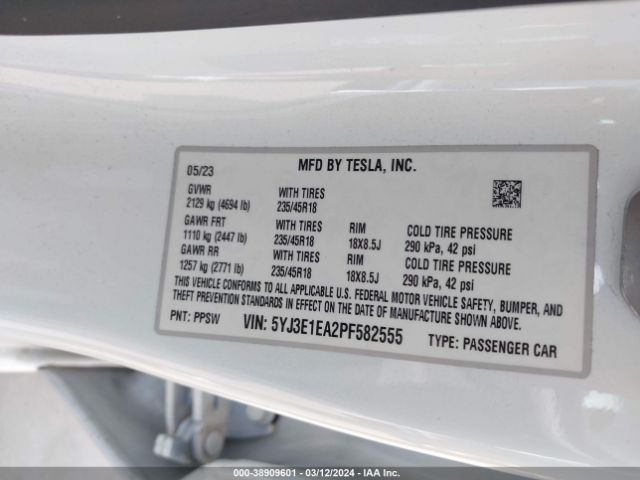 05/23 MFD BY TESLA, INC.
GVWR WITH TIRES
2129 kg (4694 lb) 235/45R18
GAWR FRT WITH TIRES RIM COLD TIRE PRESSURE
1110 kg (2447 lb) 235/45R18 18X8.5J 290 kPa, 42 psi
GAWR RR WITH TIRES RIM COLD TIRE PRESSURE
1257 kg (2771 lb) 235/45R18 18X8.5J 290 kPa, 42 psi
THIS VEHICLE CONFORMS TO ALL APPLICABLE U.S. FEDERAL MOTOR VEHICLE SAFETY, BUMPER, AND
THEFT PREVENTION STANDARDS IN EFFECT ON THE DATE OF MANUFACTURE SHOWN ABOVE.
PNT: PPSW VIN: 5YJ3E1EA2PF582555 TYPE: PASSENGER CAR
000-38909601 - 03/12/2024 - IAA Inc.